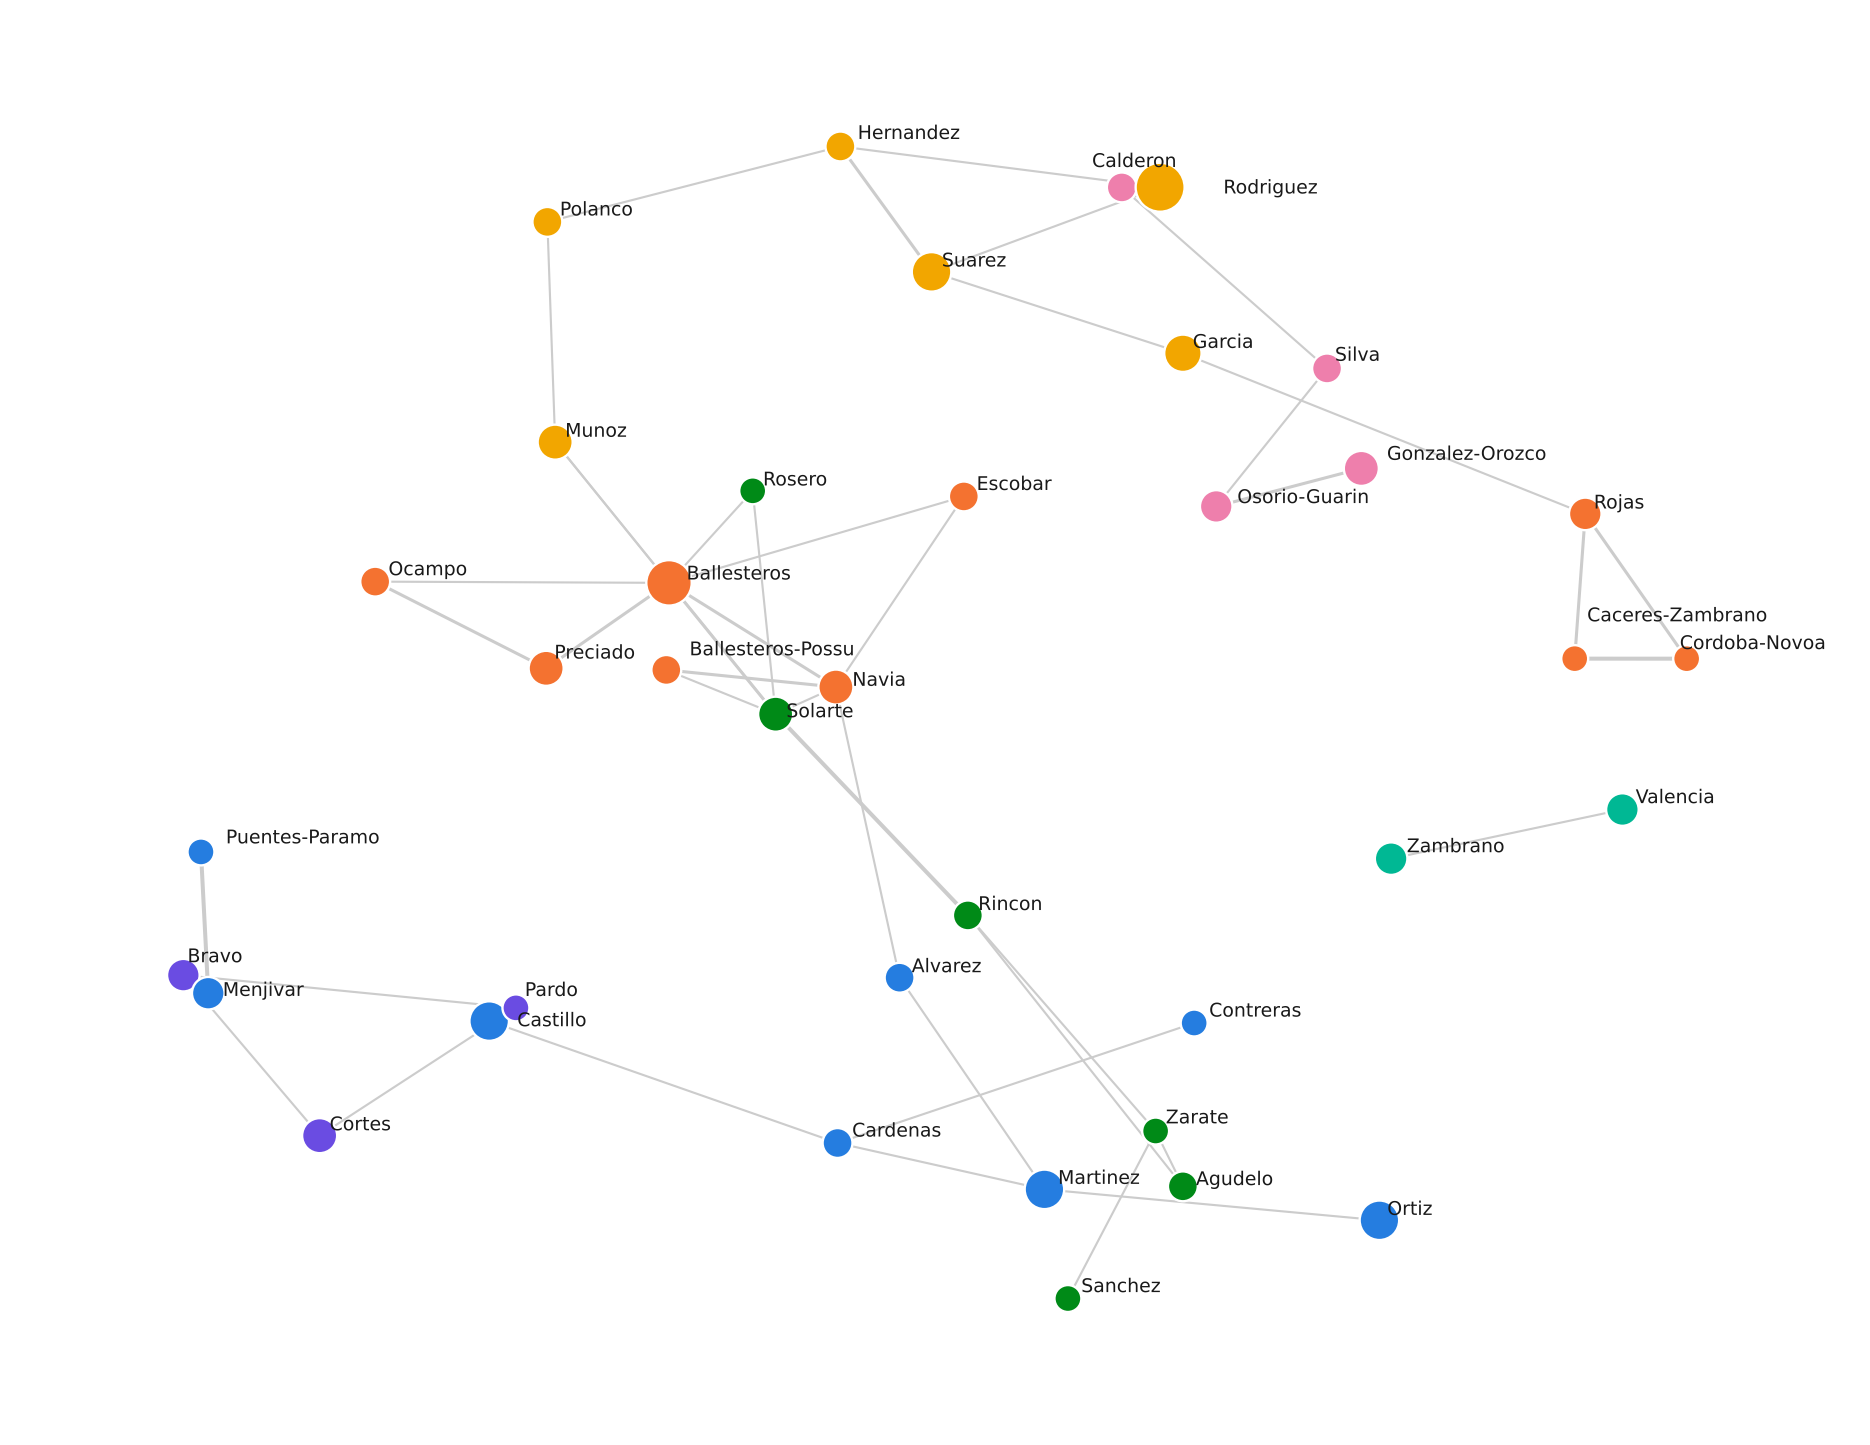 Hernandez
Calderon
Rodriguez
Polanco
Suarez
Garcia
Silva
Munoz
Gonzalez-Orozco
Rosero
Escobar
Osorio-Guarin
Rojas
Ocampo
Ballesteros
Caceres-Zambrano
Cordoba-Novoa
Preciado
Ballesteros-Possu
Navia
Solarte
Valencia
Puentes-Paramo
Zambrano
Rincon
Bravo
Alvarez
Menjivar
Pardo
Castillo
Contreras
Zarate
Cortes
Cardenas
Martinez
Agudelo
Ortiz
Sanchez